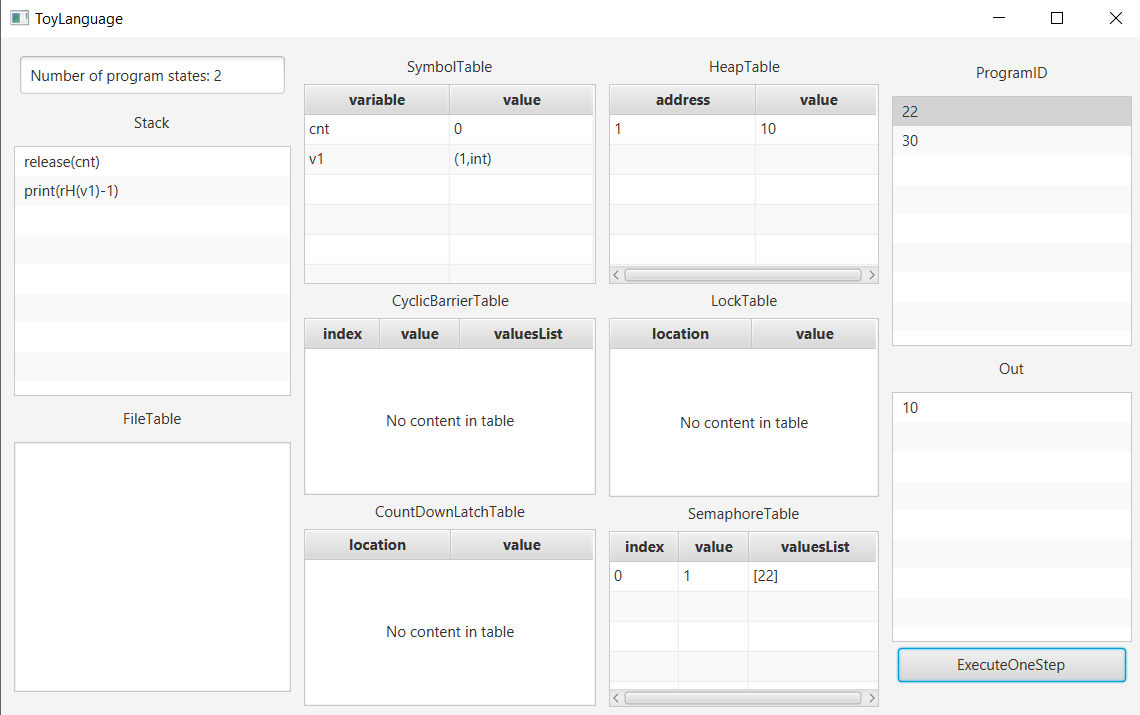 ToyLanguage
Number of program states: 2
Stack
release(cnt)
print(rH(v1)-1)
FileTable
SymbolTable
variable value
cnt 0
v1 (1,int)
CyclicBarrierTable
index value valuesList
No content in table
CountDownLatchTable
location value
No content in table
HeapTable
address value
1 10
LockTable
location value
No content in table
SemaphoreTable
index value valuesList
0 1 [22]
ProgramID
22
30
Out
10
ExecuteOneStep